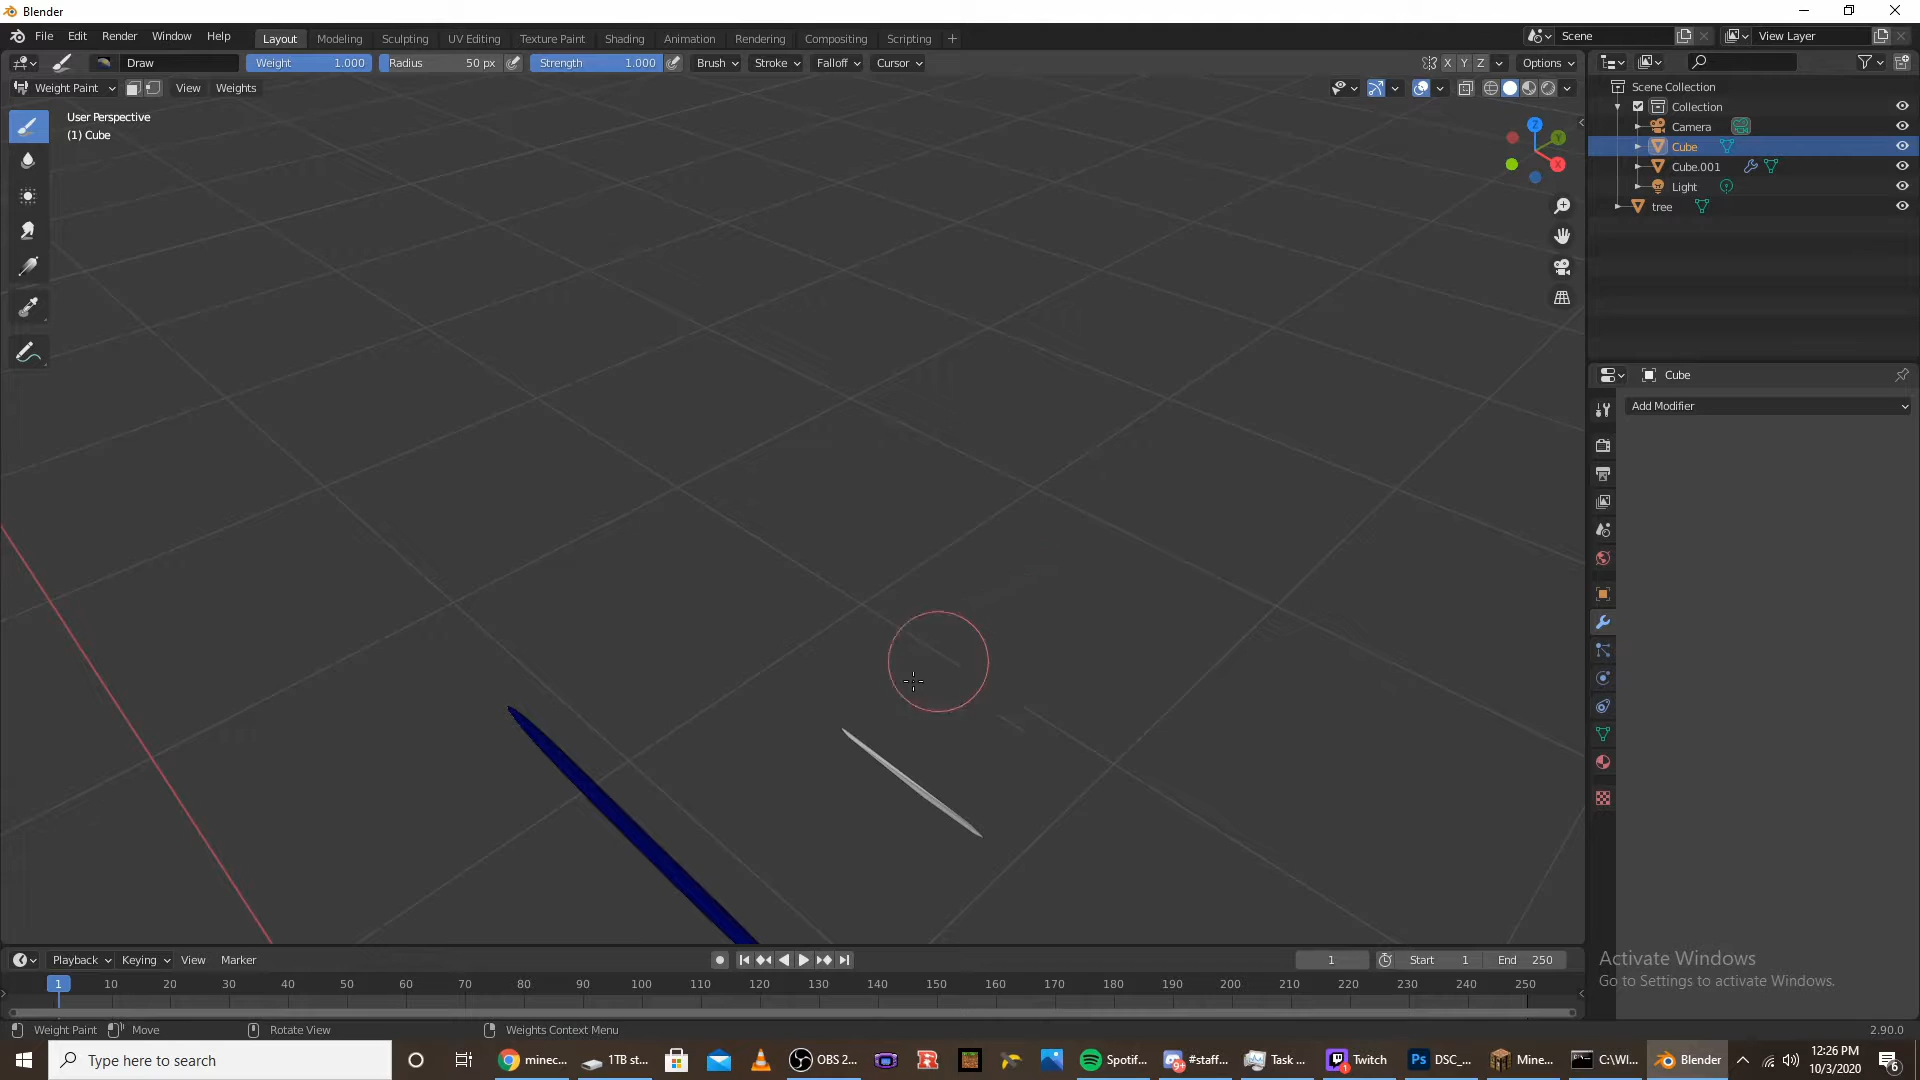 Blender
File Edit Render Window Help Layout Modeling Sculpting UV Editing Texture Paint Shading Animation Rendering Compositing Scripting + Scene View Layer
Draw Weight 1.000 Radius 50 px Strength 1.000 Brush Stroke Falloff Cursor X Y Z Options
Weight Paint View Weights
User Perspective
(1) Cube
Z
Y
X
Scene Collection
Collection
Camera
Cube
Cube.001
Light
tree
Cube
Add Modifier
Playback Keying View Marker 1 Start 1 End 250
1 10 20 30 40 50 60 70 80 90 100 110 120 130 140 150 160 170 180 190 200 210 220 230 240 250
Activate Windows
Go to Settings to activate Windows.
Weight Paint Move Rotate View Weights Context Menu 2.90.0
Type here to search minec... 1TB st... OBS 2... Spotif... #staff... Task ... Twitch DSC_... Mine... C:\WI... Blender 12:26 PM
10/3/2020
9+
1
6